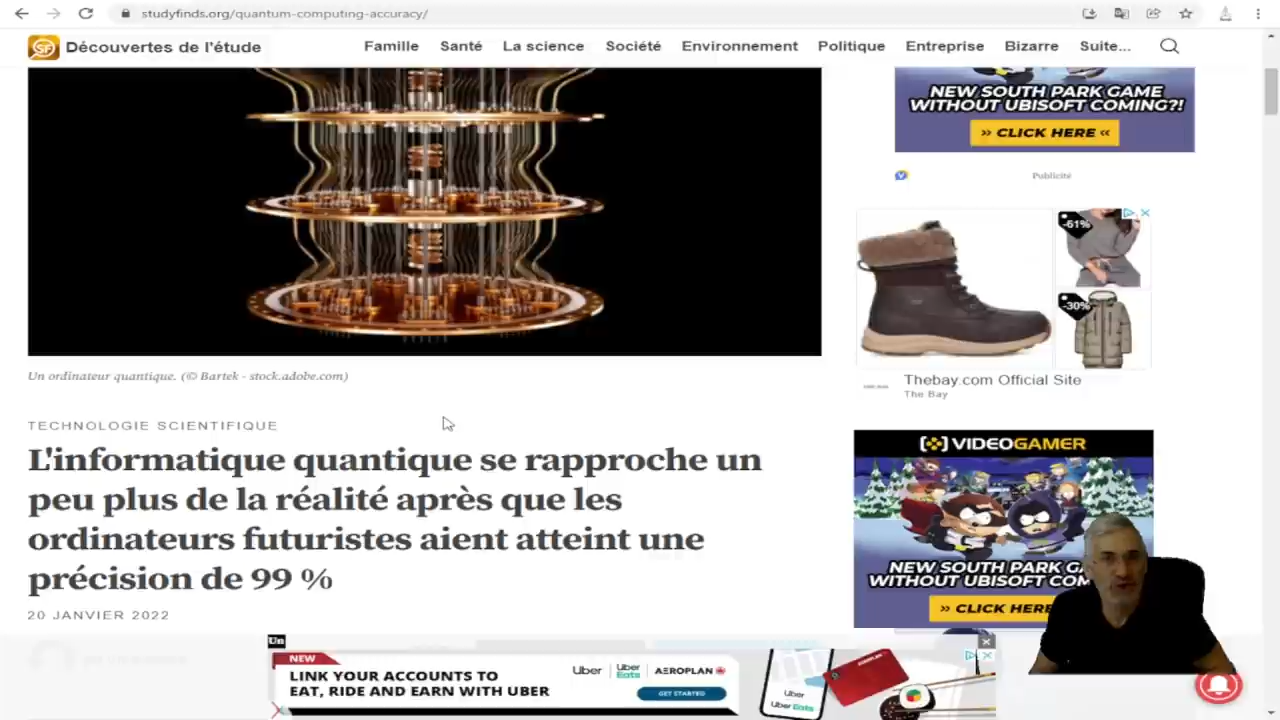 studyfinds.org/quantum-computing-accuracy/
SF Découvertes de l'étude
Famille Santé La science Société Environnement Politique Entreprise Bizarre Suite...
NEW SOUTH PARK GAME
WITHOUT UBISOFT COMING?!
» CLICK HERE «
Publicité
-61%
-30%
Thebay.com Official Site
The Bay
Un ordinateur quantique. (© Bartek - stock.adobe.com)
TECHNOLOGIE SCIENTIFIQUE
L'informatique quantique se rapproche un
peu plus de la réalité après que les
ordinateurs futuristes aient atteint une
précision de 99 %
20 JANVIER 2022
VIDEOGAMER
NEW SOUTH PARK G
WITHOUT UBISOFT COM
» CLICK HERE
Un
NEW
LINK YOUR ACCOUNTS TO
EAT, RIDE AND EARN WITH UBER
Uber Uber Eats AEROPLAN
GET STARTED
Uber
Uber Eats